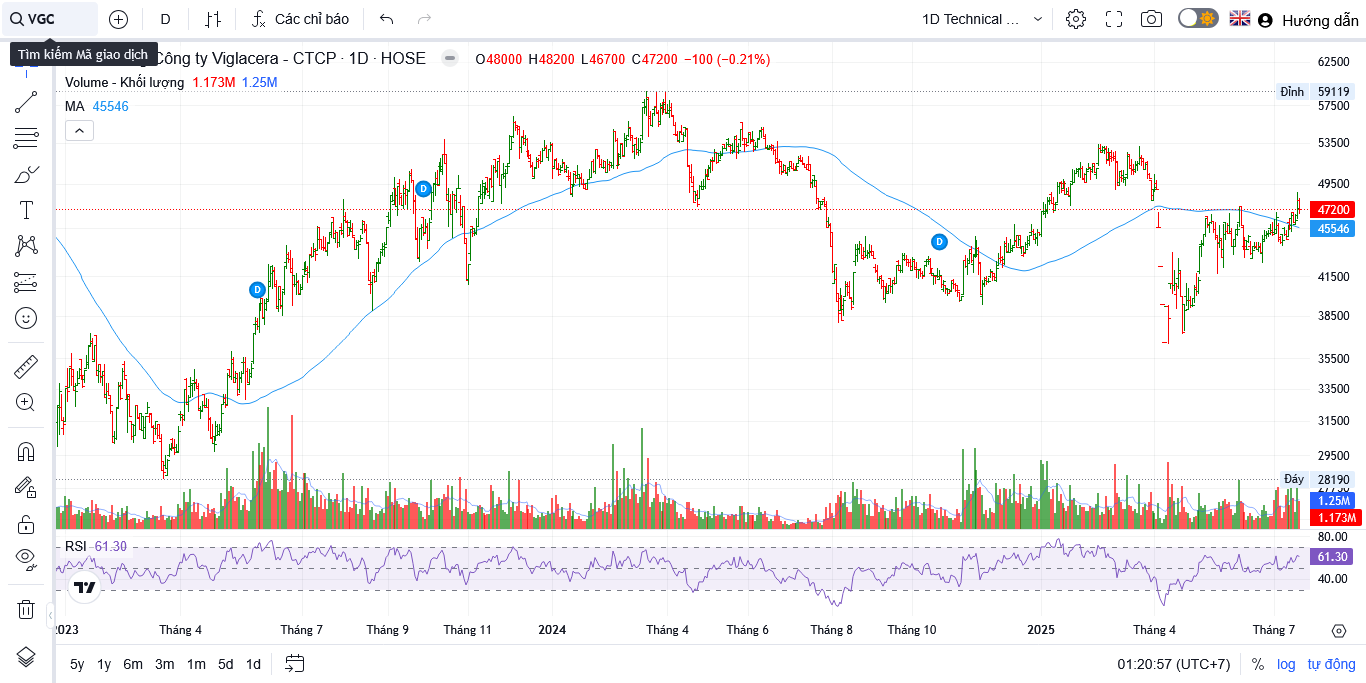 VGC
D
Các chỉ báo
1D Technical ...
Hướng dẫn
Tìm kiếm Mã giao dịch
Công ty Viglacera - CTCP · 1D · HOSE
O48000 H48200 L46700 C47200 −100 (−0.21%)
Volume - Khối lượng 1.173M 1.25M
MA 45546
62500
Đỉnh 59119
57500
53500
49500
47200
45546
41500
38500
35500
33500
31500
29500
Đáy 28190
1.25M
1.173M
D
D
D
RSI 61.30
80.00
61.30
40.00
2023 Tháng 4 Tháng 7 Tháng 9 Tháng 11 2024 Tháng 4 Tháng 6 Tháng 8 Tháng 10 2025 Tháng 4 Tháng 7
5y 1y 6m 3m 1m 5d 1d
01:20:57 (UTC+7) % log tự động